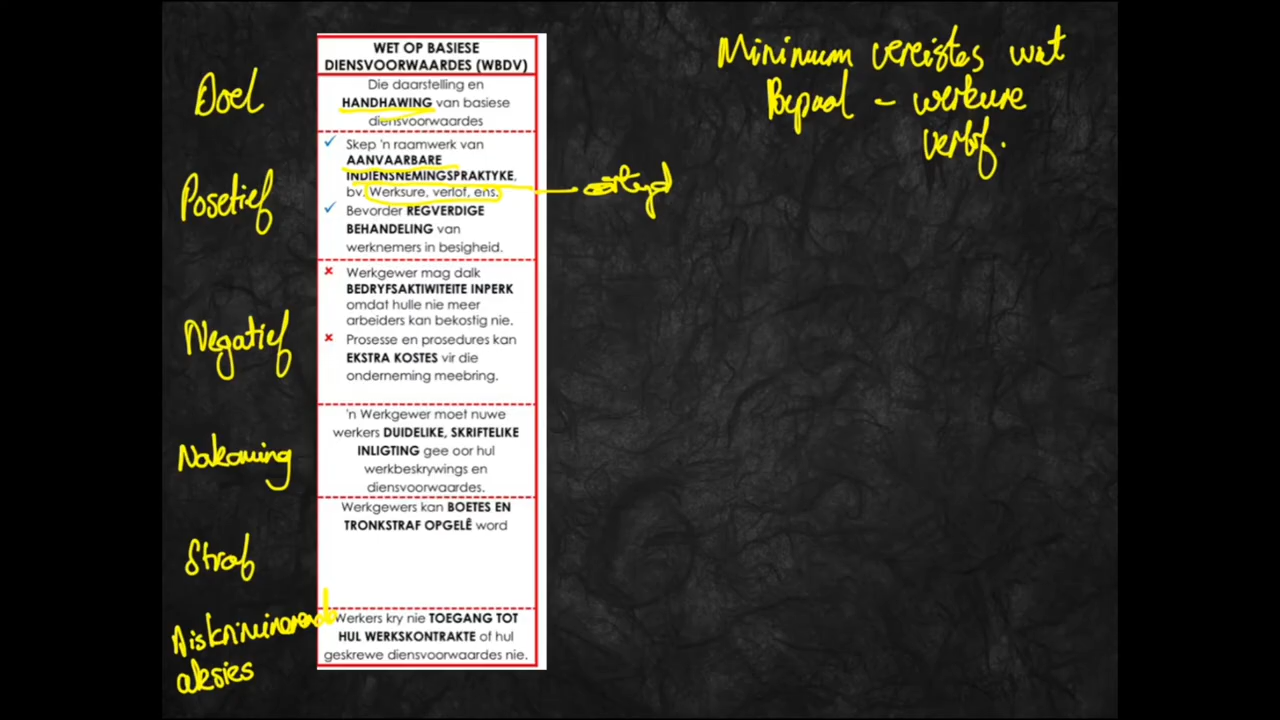 Minimum vereistes wat
Bepaal - werkure
verlof.
WET OP BASIESE
DIENSVOORWAARDES (WBDV)
Doel
Die daarstelling en
HANDHAWING van basiese
diensvoorwaardes
Posetief
✓ Skep 'n raamwerk van
AANVAARBARE
INDIENSNEMINGSPRAKTYKE,
bv. Werksure, verlof, ens.
✓ Bevorder REGVERDIGE
BEHANDELING van
werknemers in besigheid.
Negatief
× Werkgewer mag dalk
BEDRYFSAKTIWITEITE INPERK
omdat hulle nie meer
arbeiders kan bekostig nie.
× Prosesse en prosedures kan
EKSTRA KOSTES vir die
onderneming meebring.
Nakoming
'n Werkgewer moet nuwe
werkers DUIDELIKE, SKRIFTELIKE
INLIGTING gee oor hul
werkbeskrywings en
diensvoorwaardes.
Straf
Werkgewers kan BOETES EN
TRONKSTRAF OPGELÊ word
Diskriminerende
aksies
Werkers kry nie TOEGANG TOT
HUL WERKSKONTRAKTE of hul
geskrewe diensvoorwaardes nie.